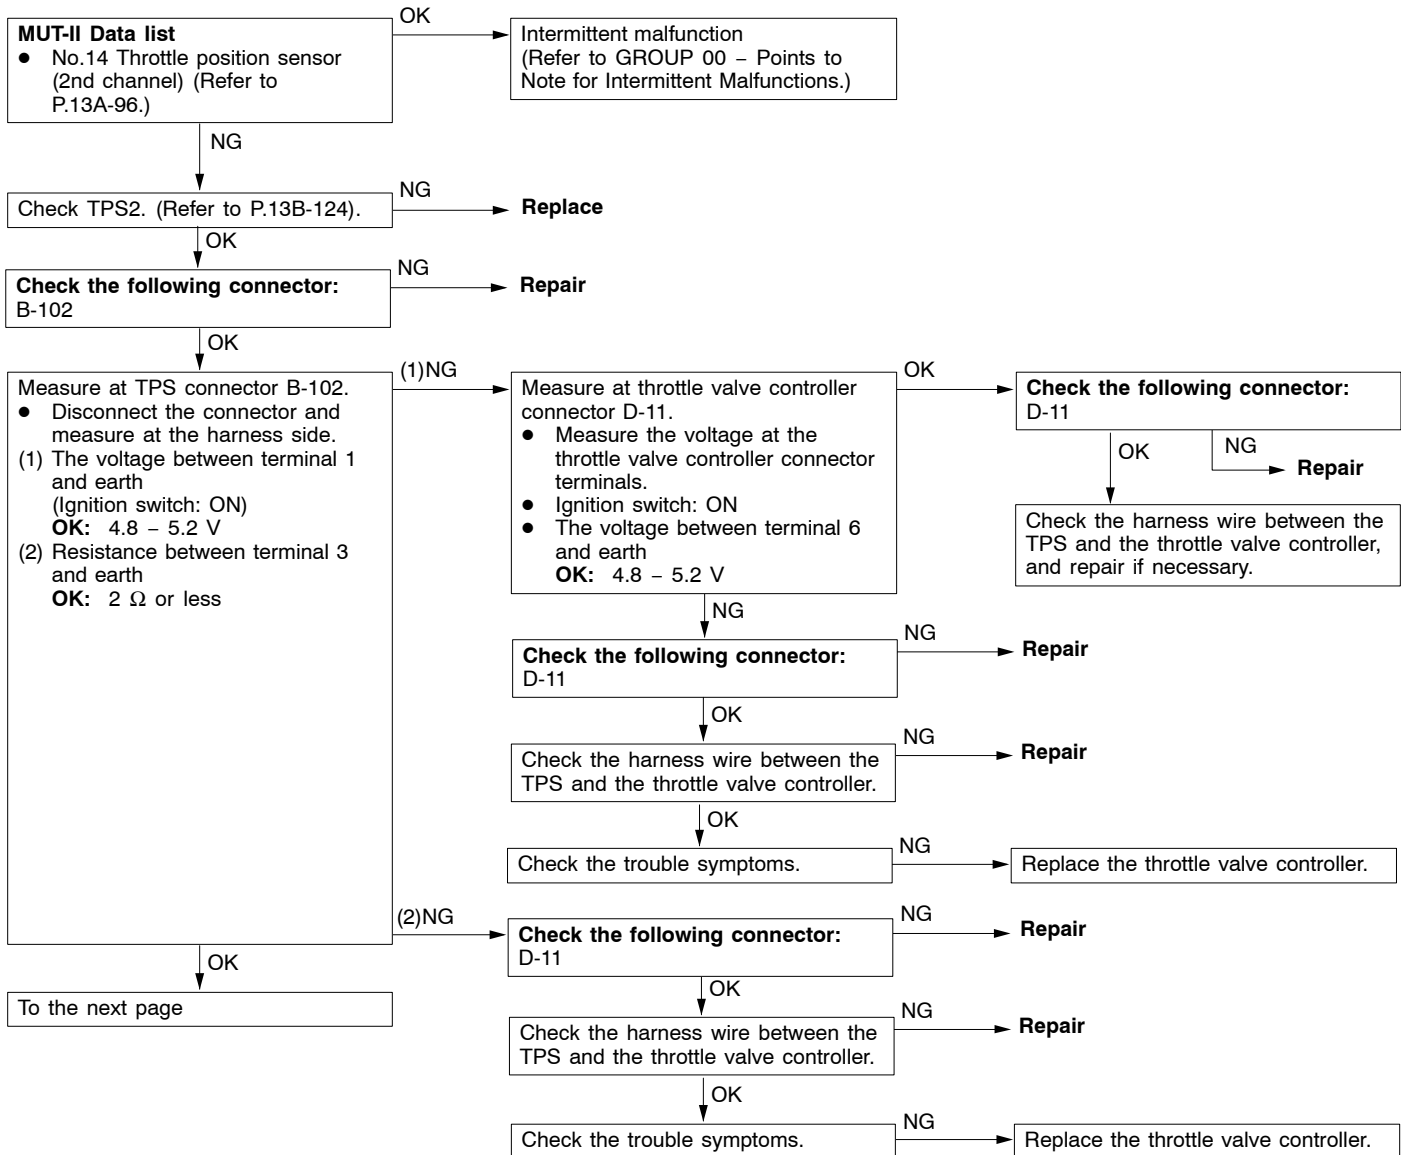 MUT-II Data list
● No.14 Throttle position sensor
(2nd channel) (Refer to
P.13A-96.)
OK
Intermittent malfunction
(Refer to GROUP 00 – Points to
Note for Intermittent Malfunctions.)
NG
Check TPS2. (Refer to P.13B-124).
NG
Replace
OK
Check the following connector:
B-102
NG
Repair
OK
Measure at TPS connector B-102.
● Disconnect the connector and
measure at the harness side.
(1) The voltage between terminal 1
and earth
(Ignition switch: ON)
OK: 4.8 – 5.2 V
(2) Resistance between terminal 3
and earth
OK: 2 Ω or less
(1)NG
Measure at throttle valve controller
connector D-11.
● Measure the voltage at the
throttle valve controller connector
terminals.
● Ignition switch: ON
● The voltage between terminal 6
and earth
OK: 4.8 – 5.2 V
OK
Check the following connector:
D-11
OK
NG
Repair
Check the harness wire between the
TPS and the throttle valve controller,
and repair if necessary.
NG
Check the following connector:
D-11
NG
Repair
OK
Check the harness wire between the
TPS and the throttle valve controller.
NG
Repair
OK
Check the trouble symptoms.
NG
Replace the throttle valve controller.
(2)NG
Check the following connector:
D-11
NG
Repair
OK
Check the harness wire between the
TPS and the throttle valve controller.
NG
Repair
OK
Check the trouble symptoms.
NG
Replace the throttle valve controller.
OK
To the next page